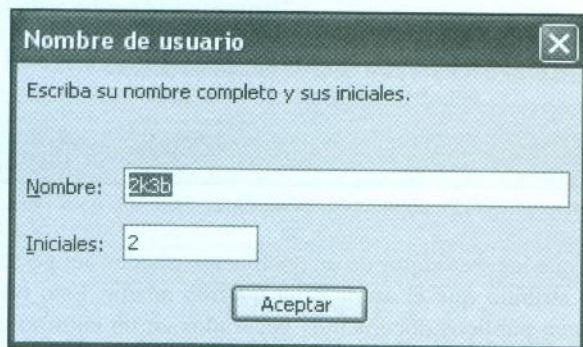 Nombre de usuario
Escriba su nombre completo y sus iniciales.
Nombre: 2k3b
Iniciales: 2
Aceptar